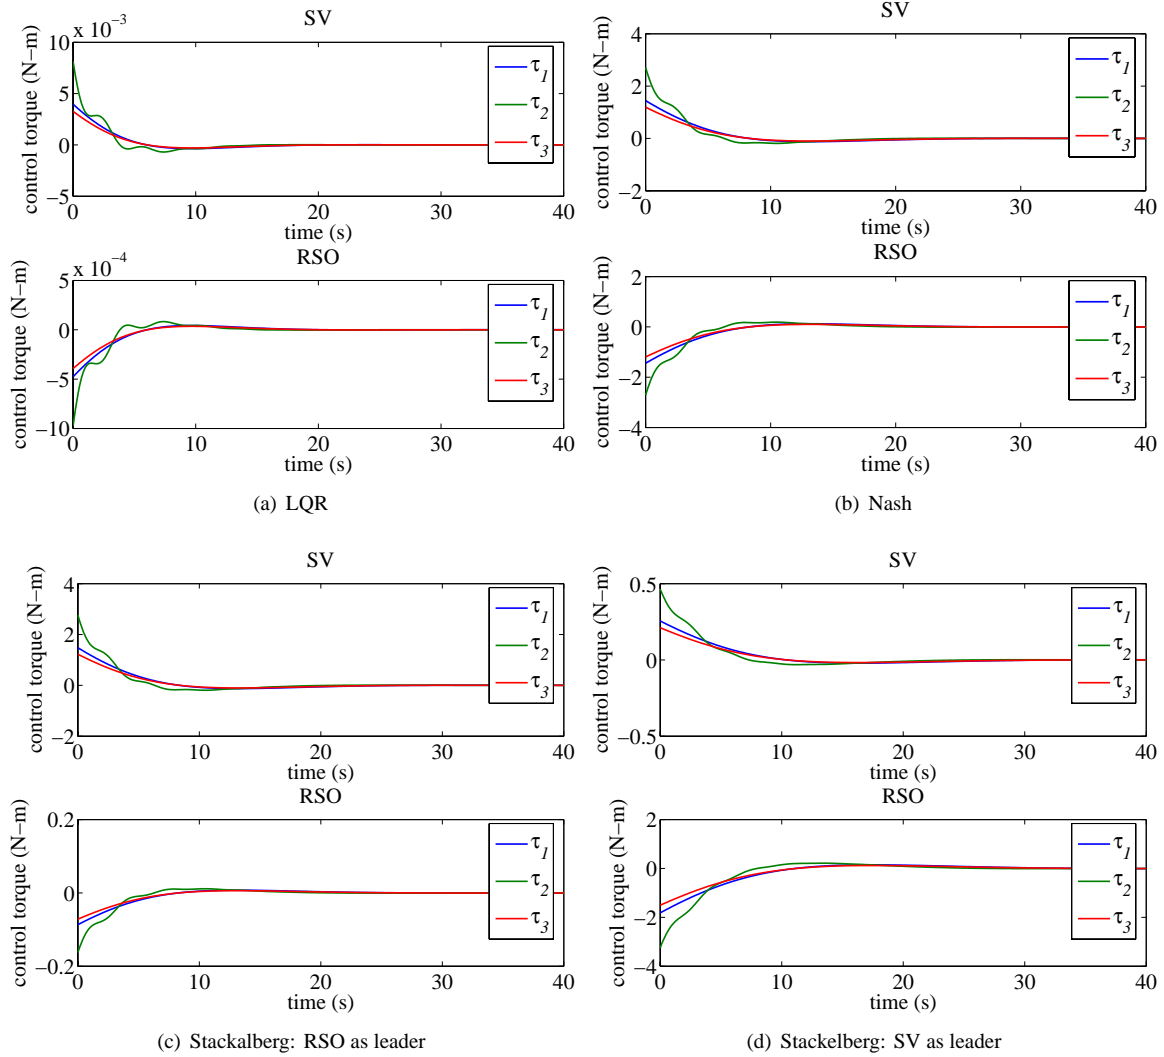 SV
x 10⁻³
control torque (N−m)
10
5
0
−5
0 10 20 30 40
time (s)
τ1
τ2
τ3
RSO
x 10⁻⁴
control torque (N−m)
5
0
−5
−10
0 10 20 30 40
time (s)
τ1
τ2
τ3
(a) LQR
SV
control torque (N−m)
4
2
0
−2
0 10 20 30 40
time (s)
τ1
τ2
τ3
RSO
control torque (N−m)
2
0
−2
−4
0 10 20 30 40
time (s)
τ1
τ2
τ3
(b) Nash
SV
control torque (N−m)
4
2
0
−2
0 10 20 30 40
time (s)
τ1
τ2
τ3
RSO
control torque (N−m)
0.2
0
−0.2
0 10 20 30 40
time (s)
τ1
τ2
τ3
(c) Stackalberg: RSO as leader
SV
control torque (N−m)
0.5
0
−0.5
0 10 20 30 40
time (s)
τ1
τ2
τ3
RSO
control torque (N−m)
2
0
−2
−4
0 10 20 30 40
time (s)
τ1
τ2
τ3
(d) Stackelberg: SV as leader